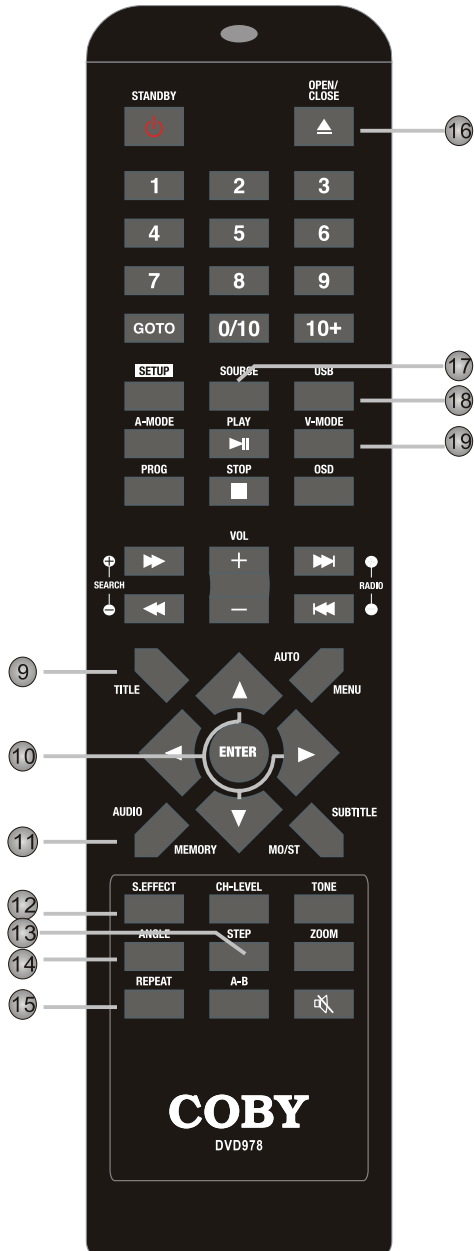 OPEN/
STANDBY CLOSE
16
1 2 3
4 5 6
7 8 9
GOTO 0/10 10+
17
SETUP SOURCE USB
18
A-MODE PLAY V-MODE
19
PROG STOP OSD
VOL
+
SEARCH RADIO
−
9
AUTO
TITLE MENU
10
ENTER
AUDIO SUBTITLE
11
MEMORY MO/ST
S.EFFECT CH-LEVEL TONE
12
13
ANGLE STEP ZOOM
14
REPEAT A-B
15
COBY
DVD978